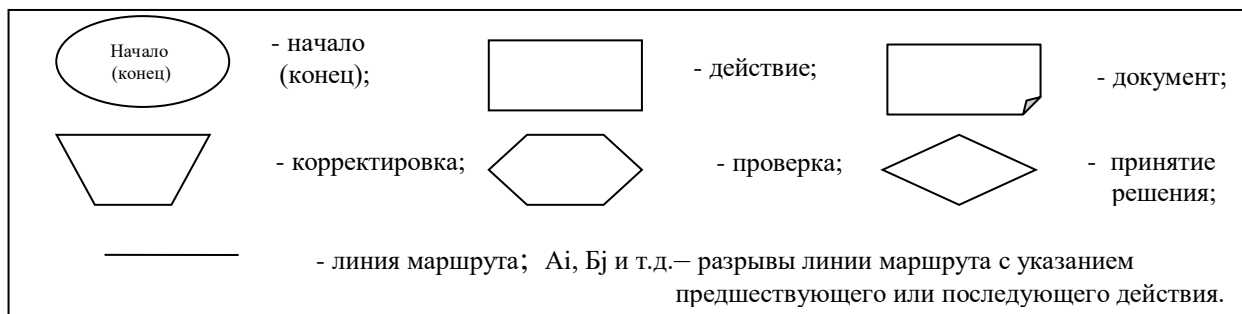 Начало
(конец)
- начало
(конец);
- действие;
- документ;
- корректировка;
- проверка;
- принятие
решения;
- линия маршрута; Аi, Бj и т.д.– разрывы линии маршрута с указанием
предшествующего или последующего действия.